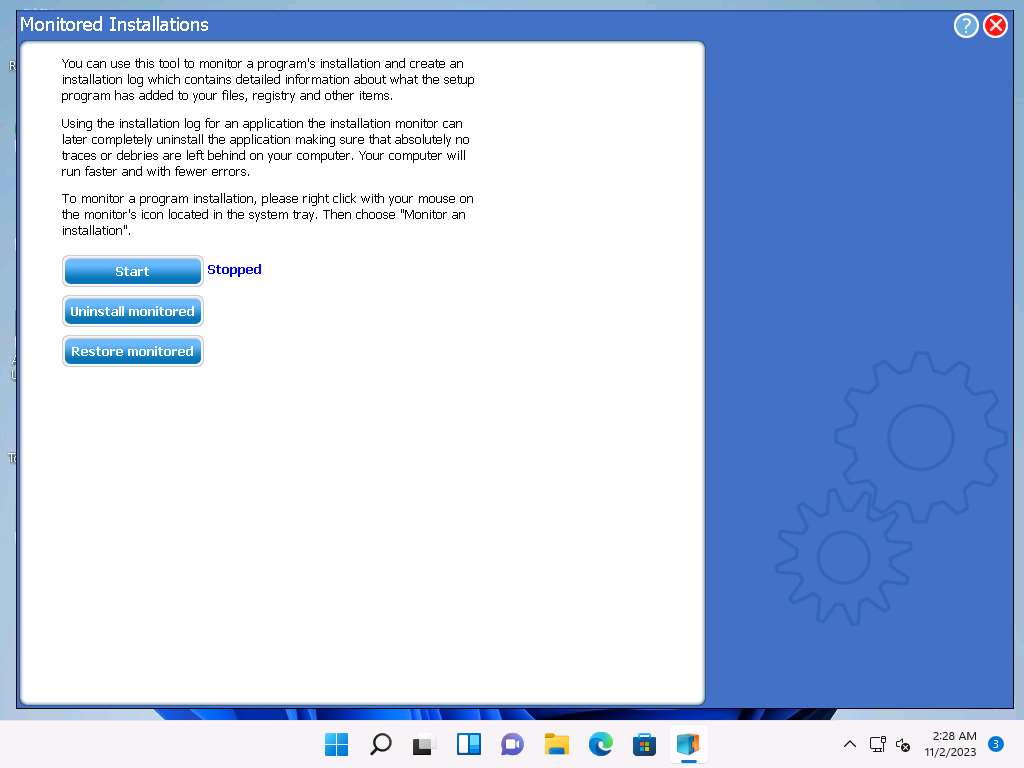 Monitored Installations
You can use this tool to monitor a program's installation and create an
installation log which contains detailed information about what the setup
program has added to your files, registry and other items.
Using the installation log for an application the installation monitor can
later completely uninstall the application making sure that absolutely no
traces or debries are left behind on your computer. Your computer will
run faster and with fewer errors.
To monitor a program installation, please right click with your mouse on
the monitor's icon located in the system tray. Then choose "Monitor an
installation".
Start
Stopped
Uninstall monitored
Restore monitored
2:28 AM
11/2/2023
3